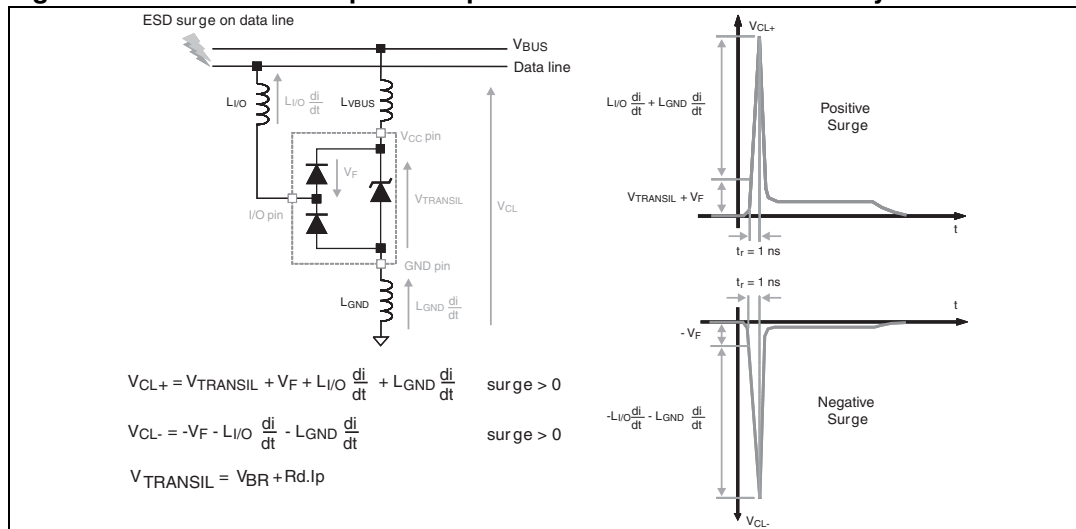 ESD surge on data line
VBUS
Data line
LI/O
LI/O di/dt
LVBUS
VCC pin
VF
VTRANSIL
VCL
I/O pin
GND pin
LGND
LGND di/dt
VCL+ = VTRANSIL + VF + LI/O di/dt + LGND di/dt surge > 0
VCL- = -VF - LI/O di/dt - LGND di/dt surge > 0
VTRANSIL = VBR + Rd.Ip
VCL+
LI/O di/dt + LGND di/dt
Positive
Surge
VTRANSIL + VF
t
tr = 1 ns
tr = 1 ns
t
- VF
-LI/O di/dt - LGND di/dt
Negative
Surge
VCL-